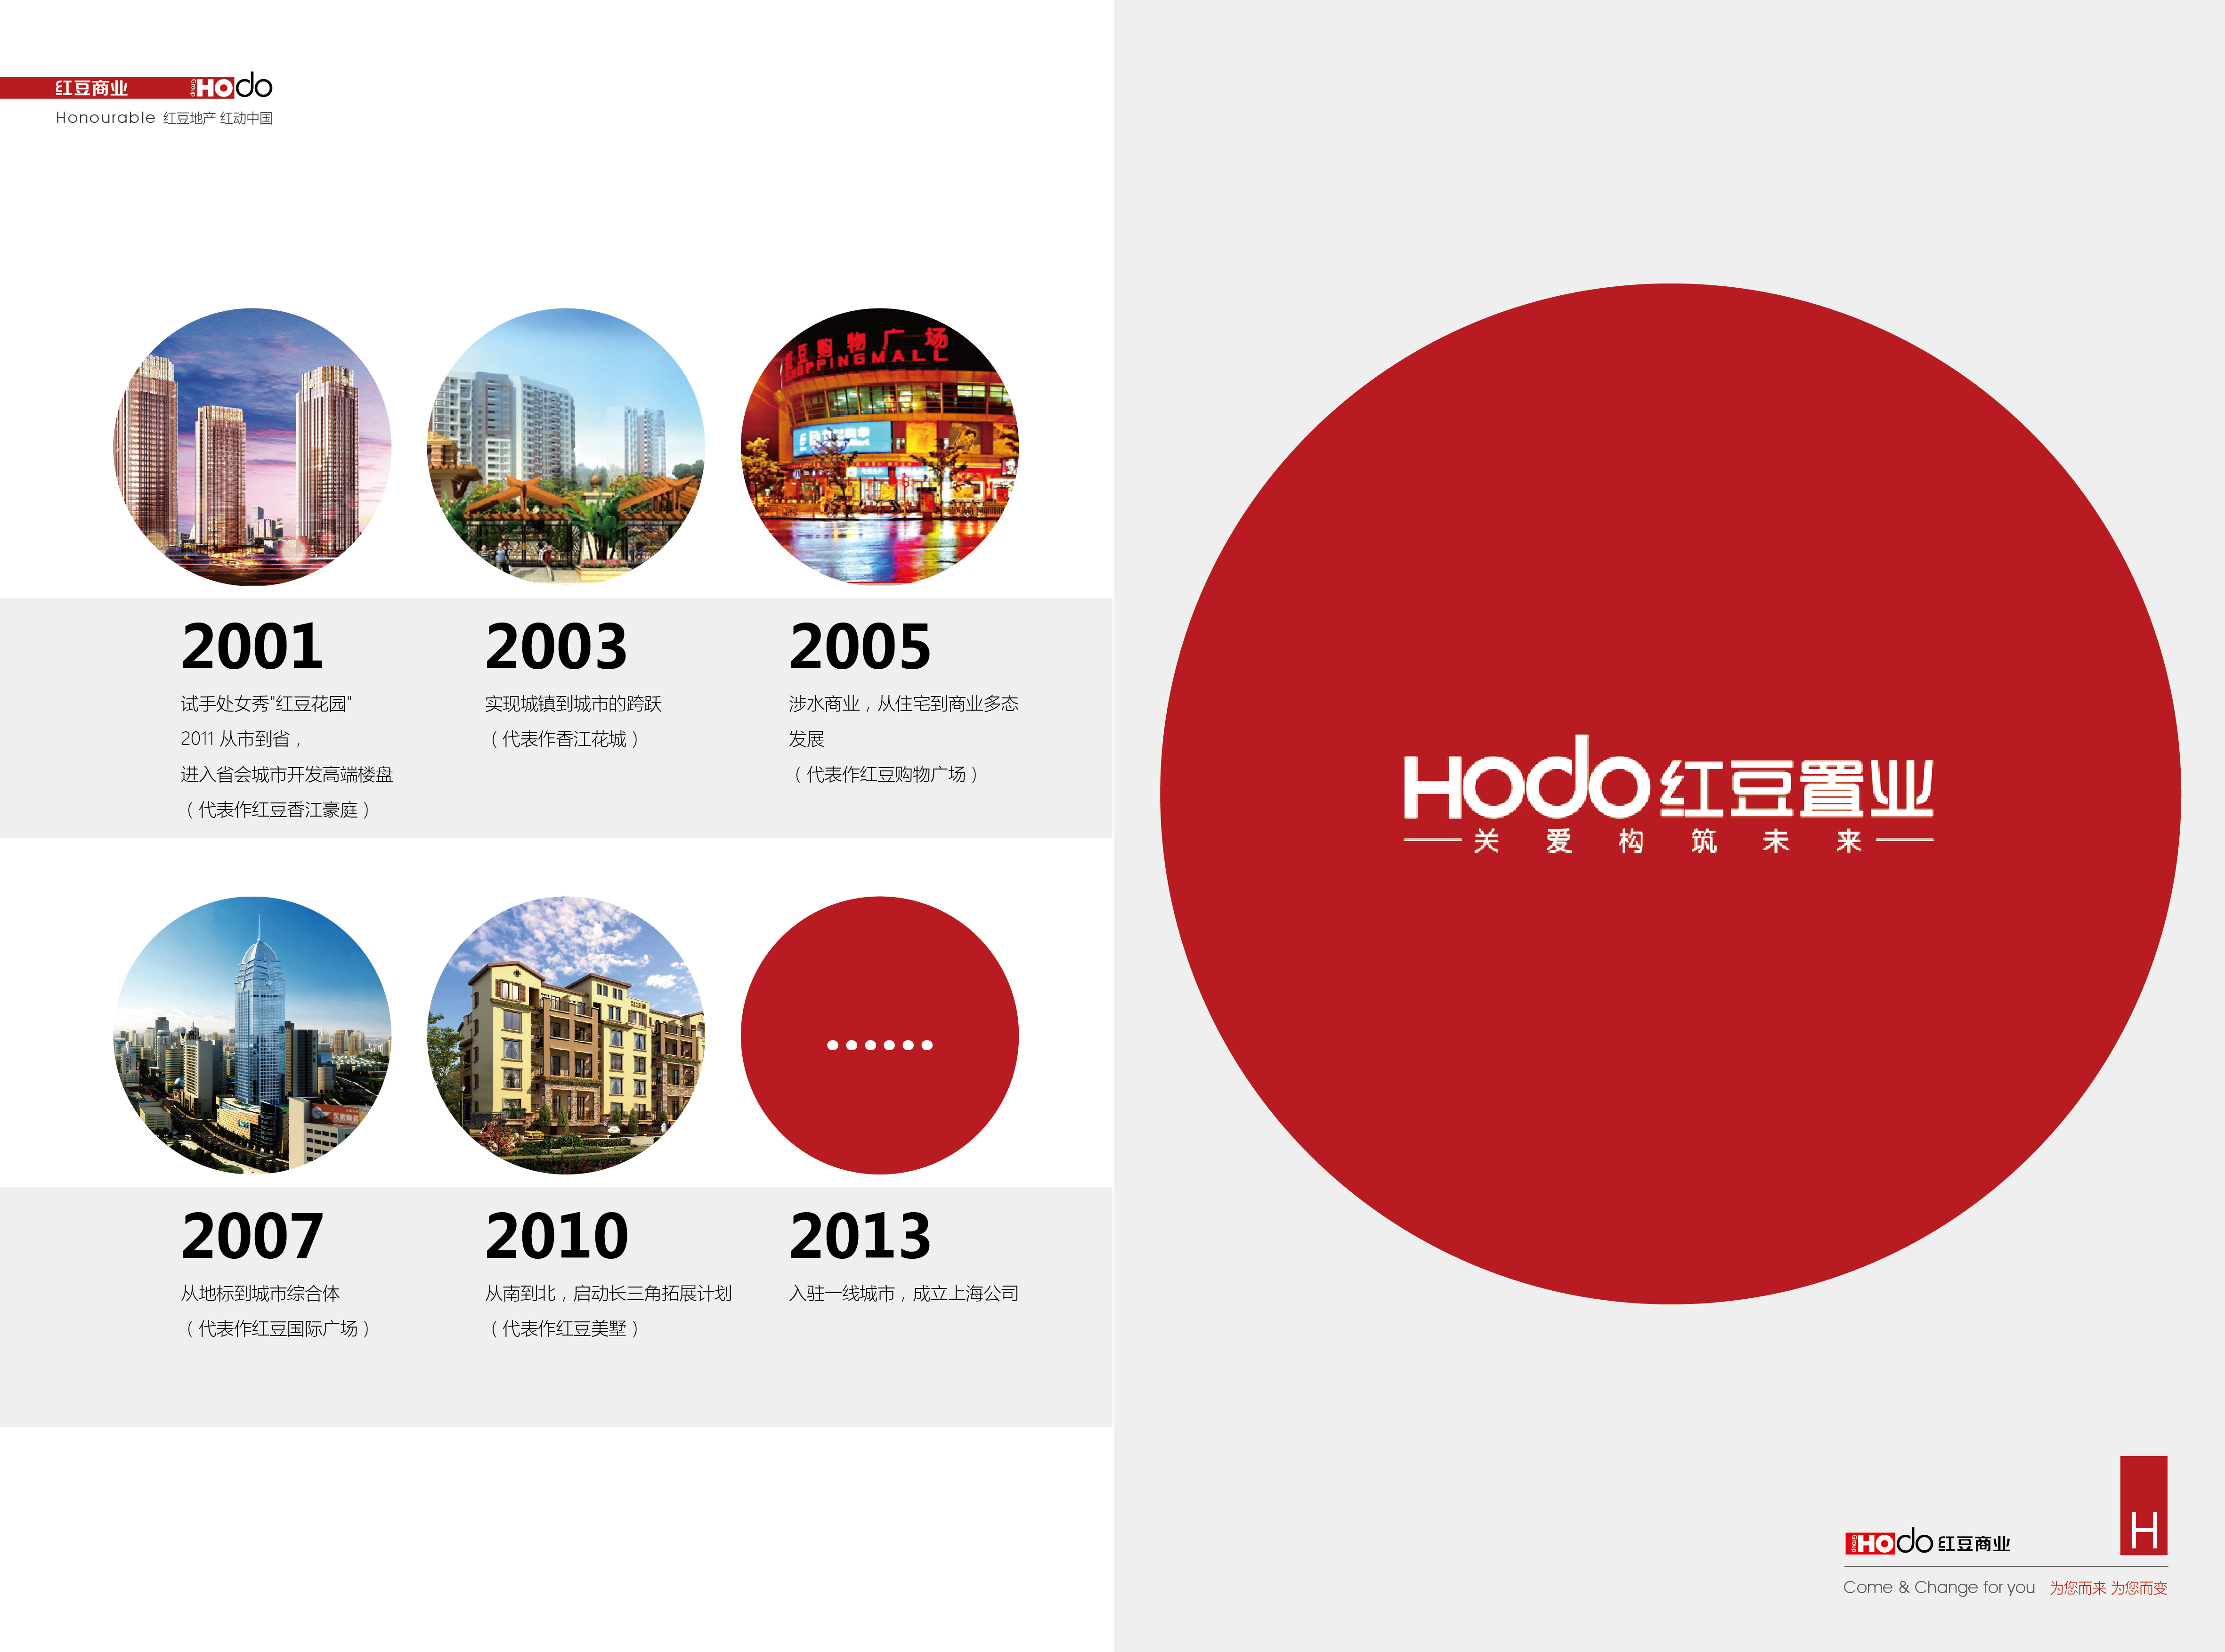 红豆商业 Group HOdo
Honourable 红豆地产 红动中国
豆购物广场
SHOPPINGMALL
2001
试手处女秀"红豆花园"
2011 从市到省，
进入省会城市开发高端楼盘
（代表作红豆香江豪庭）
2003
实现城镇到城市的跨跃
（代表作香江花城）
2005
涉水商业，从住宅到商业多态
发展
（代表作红豆购物广场）
2007
从地标到城市综合体
（代表作红豆国际广场）
2010
从南到北，启动长三角拓展计划
（代表作红豆美墅）
······
2013
入驻一线城市，成立上海公司
Hodo 红豆置业
关爱构筑未来
H
Group HOdo 红豆商业
Come & Change for you 为您而来 为您而变